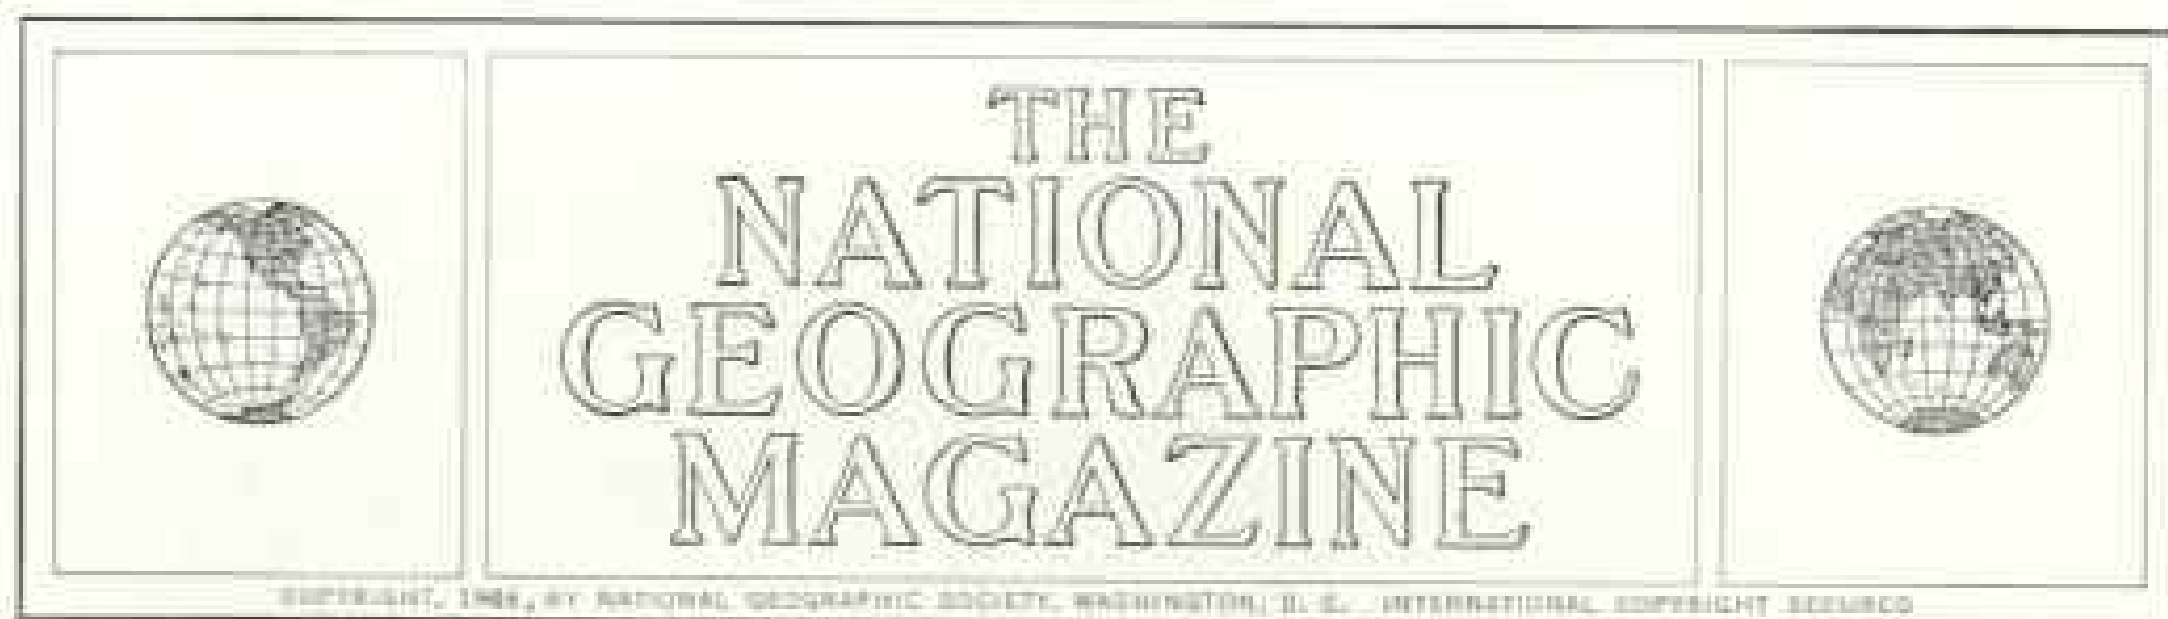 THE
NATIONAL
GEOGRAPHIC
MAGAZINE
COPYRIGHT, BY NATIONAL GEOGRAPHIC SOCIETY, WASHINGTON, D. C. INTERNATIONAL COPYRIGHT SECURED